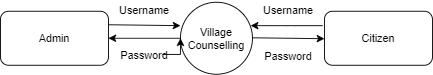 Username
Username
Admin
Village
Counselling
Citizen
Password
Password